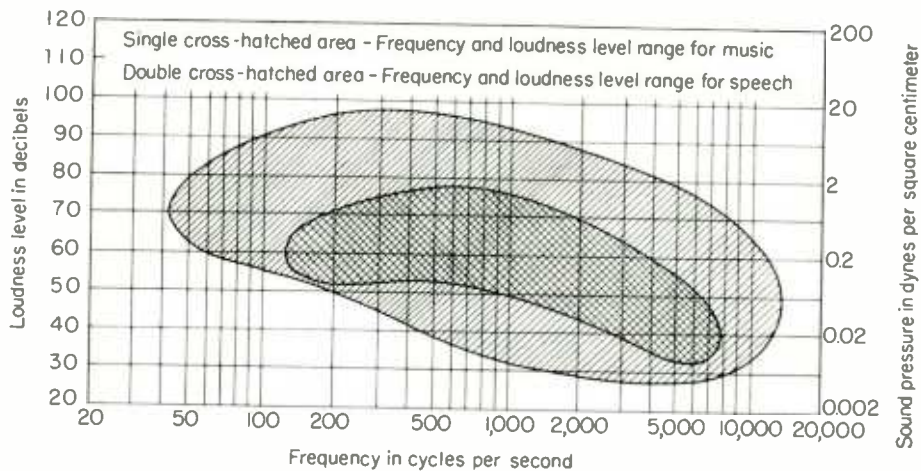 Single cross-hatched area - Frequency and loudness level range for music
Double cross-hatched area - Frequency and loudness level range for speech
Loudness level in decibels
120
110
100
90
80
70
60
50
40
30
20
200
20
2
0.2
0.02
0.002
Sound pressure in dynes per square centimeter
20 50 100 200 500 1,000 2,000 5,000 10,000 20,000
Frequency in cycles per second